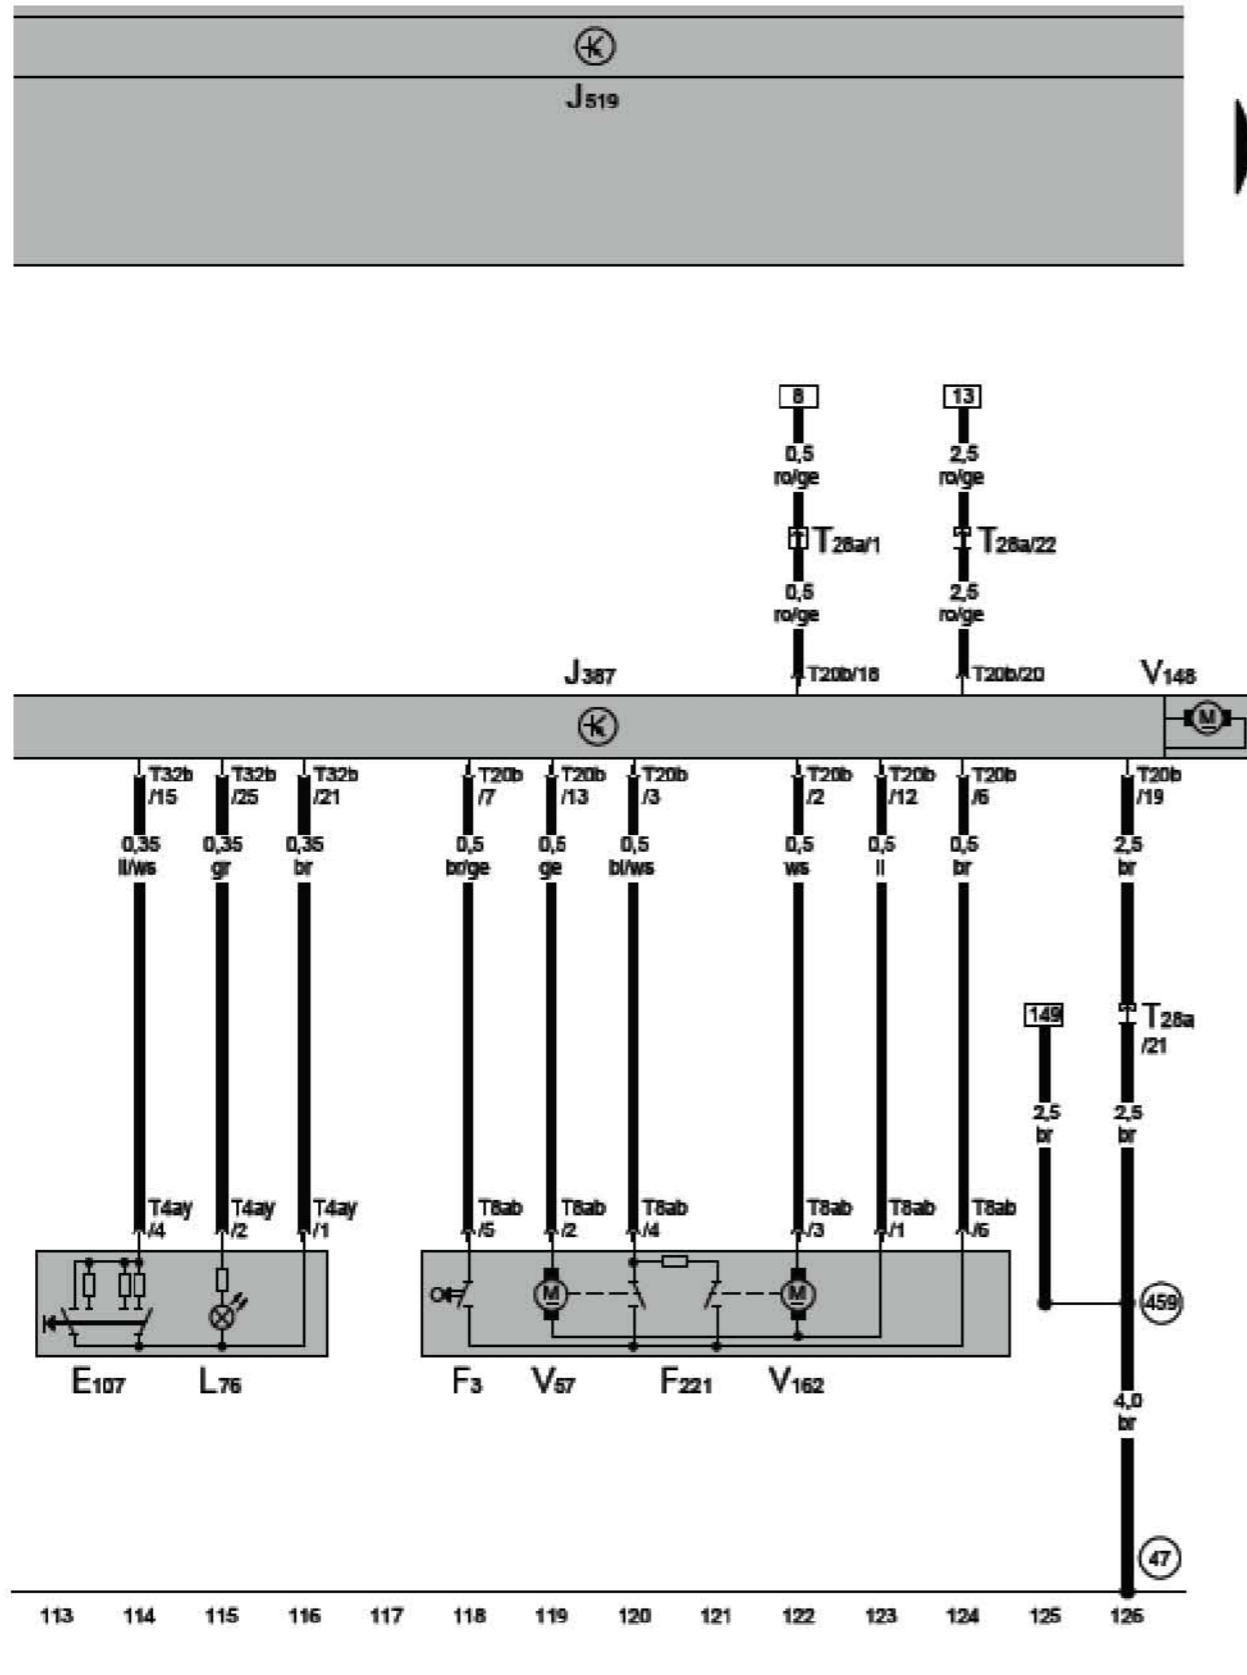 J519
8 13
0,5 2,5
ro/ge ro/ge
T28a/1 T28a/22
0,5 2,5
ro/ge ro/ge
J387 T20b/18 T20b/20 V148
M
T32b T32b T32b T20b T20b T20b T20b T20b T20b T20b
/15 /25 /21 /7 /13 /3 /2 /12 /6 /19
0,35 0,35 0,35 0,5 0,5 0,5 0,5 0,5 0,5 2,5
li/ws gr br br/ge ge bl/ws ws li br br
149 T28a
/21
2,5 2,5
br br
T4ay T4ay T4ay T8ab T8ab T8ab T8ab T8ab T8ab
/4 /2 /1 /5 /2 /4 /3 /1 /6
M M 459
E107 L76 F3 V57 F221 V162
4,0
br
47
113 114 115 116 117 118 119 120 121 122 123 124 125 126